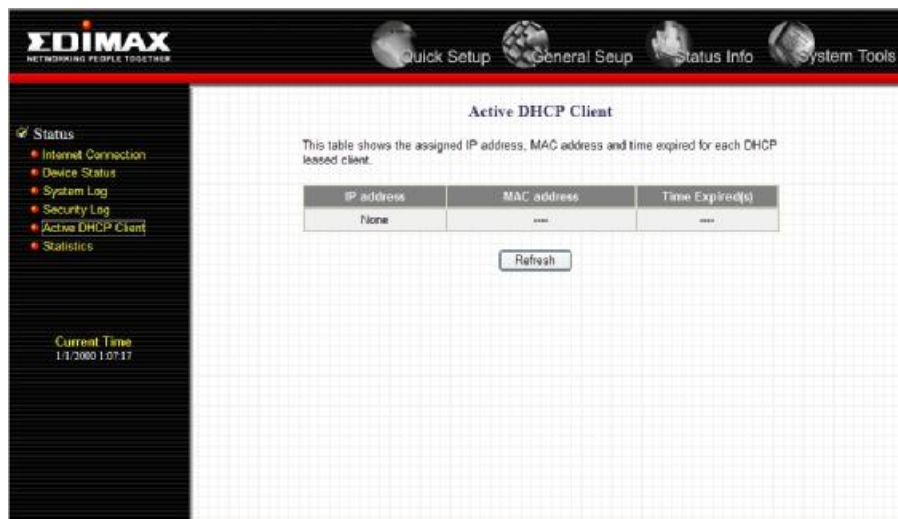 EDIMAX
NETWORKING PEOPLE TOGETHER
Quick Setup
General Seup
Status Info
System Tools
Status
Internet Connection
Device Status
System Log
Security Log
Active DHCP Client
Statistics
Current Time
1/1/2000 1:07:17
Active DHCP Client
This table shows the assigned IP address, MAC address and time expired for each DHCP
leased client.
IP address MAC address Time Expired(s)
None ---- ----
Refresh